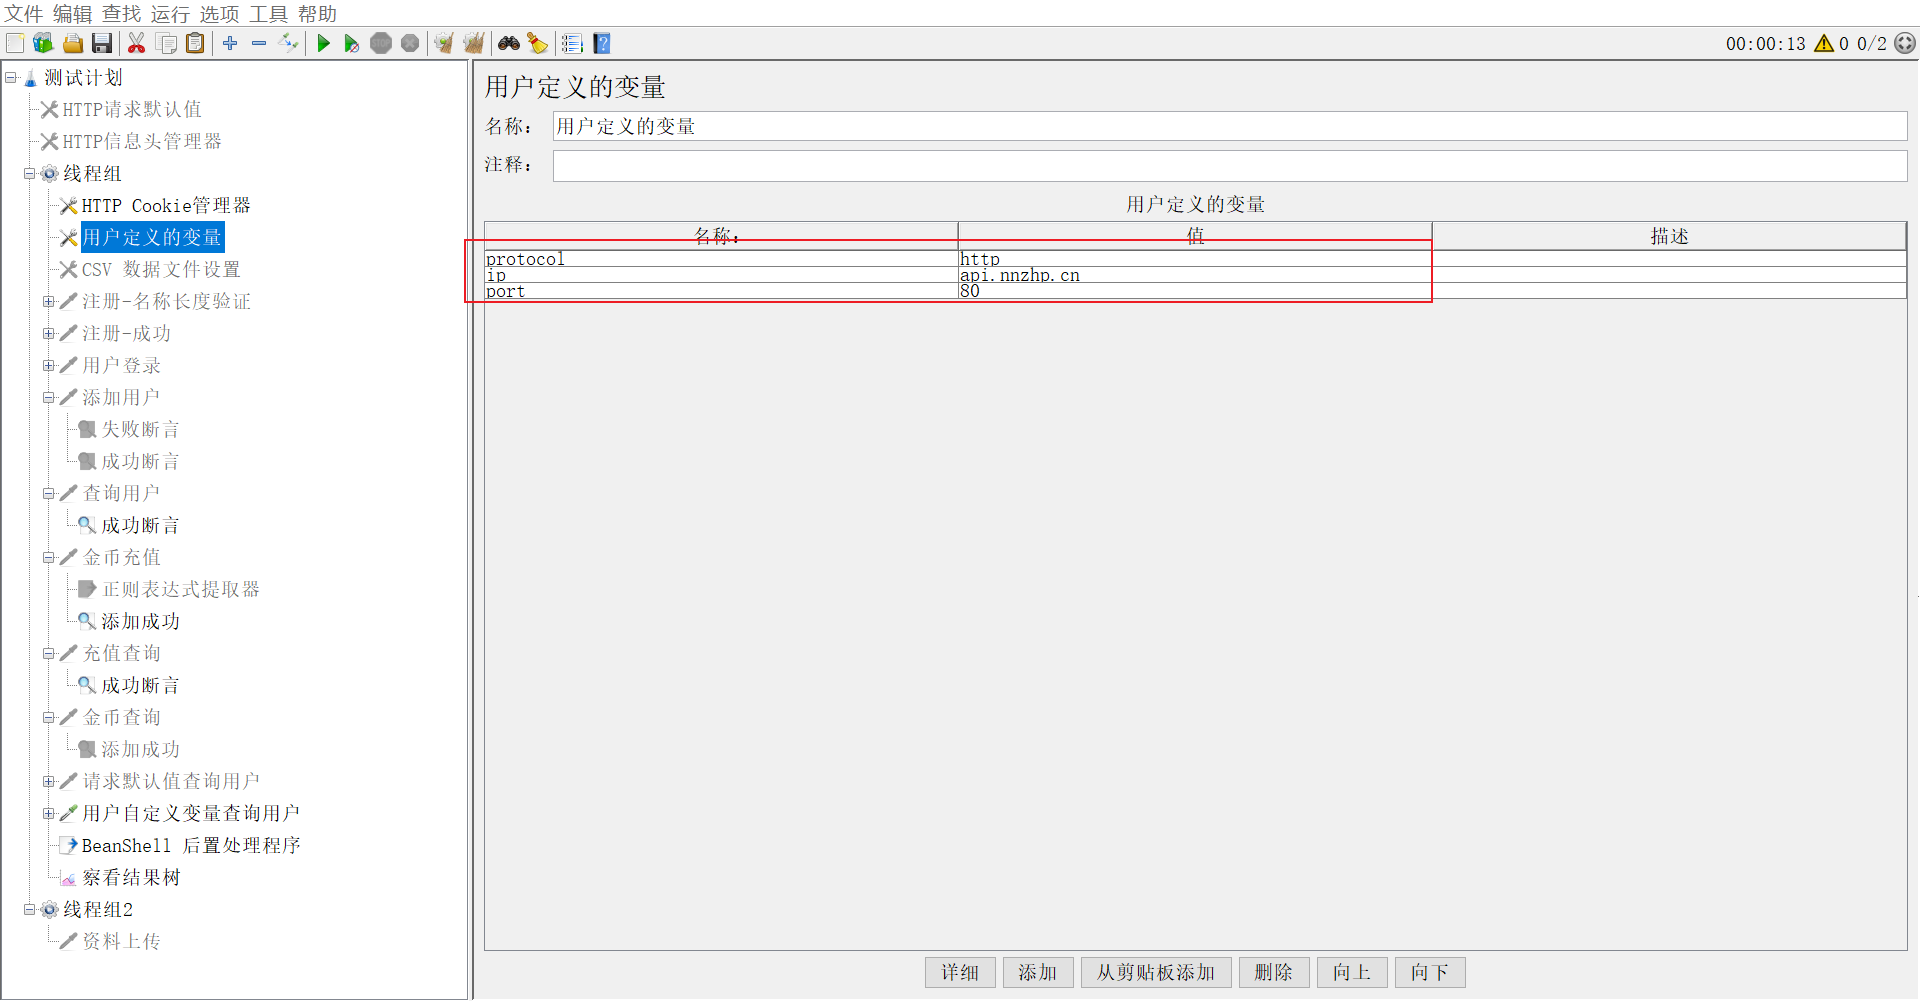 文件 编辑 查找 运行 选项 工具 帮助
00:00:13 0 0/2
测试计划
HTTP请求默认值
HTTP信息头管理器
线程组
HTTP Cookie管理器
用户定义的变量
CSV 数据文件设置
注册-名称长度验证
注册-成功
用户登录
添加用户
失败断言
成功断言
查询用户
成功断言
金币充值
正则表达式提取器
添加成功
充值查询
成功断言
金币查询
添加成功
请求默认值查询用户
用户自定义变量查询用户
BeanShell 后置处理程序
察看结果树
线程组2
资料上传
用户定义的变量
名称： 用户定义的变量
注释：
用户定义的变量
名称： 值 描述
protocol http
ip api.nnzhp.cn
port 80
详细 添加 从剪贴板添加 删除 向上 向下